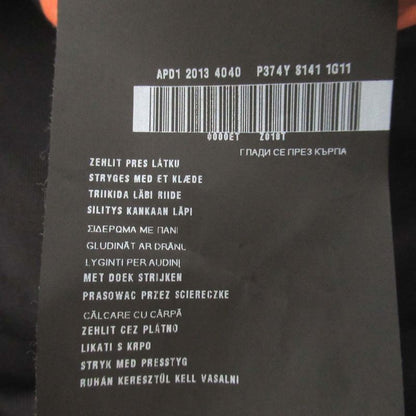 APD1 2013 4040 P374Y 8141 1G11
0000ET Z018T
ГЛАДИ СЕ ПРЕЗ КЪРПА
ZEHLIT PRES LÁTKU
STRYGES MED ET KLÆDE
TRIIKIDA LÄBI RIIDE
SILITYS KANKAAN LÄPI
ΣΙΔΕΡΩΜΑ ΜΕ ΠΑΝΙ
GLUDINĀT AR DRĀNU
LYGINTI PER AUDINĮ
MET DOEK STRIJKEN
PRASOWAC PRZEZ SCIERECZKE
CĂLCARE CU CÂRPĂ
ZEHLIT CEZ PLÁTNO
LIKATI S KRPO
STRYK MED PRESSTYG
RUHÁN KERESZTÜL KELL VASALNI